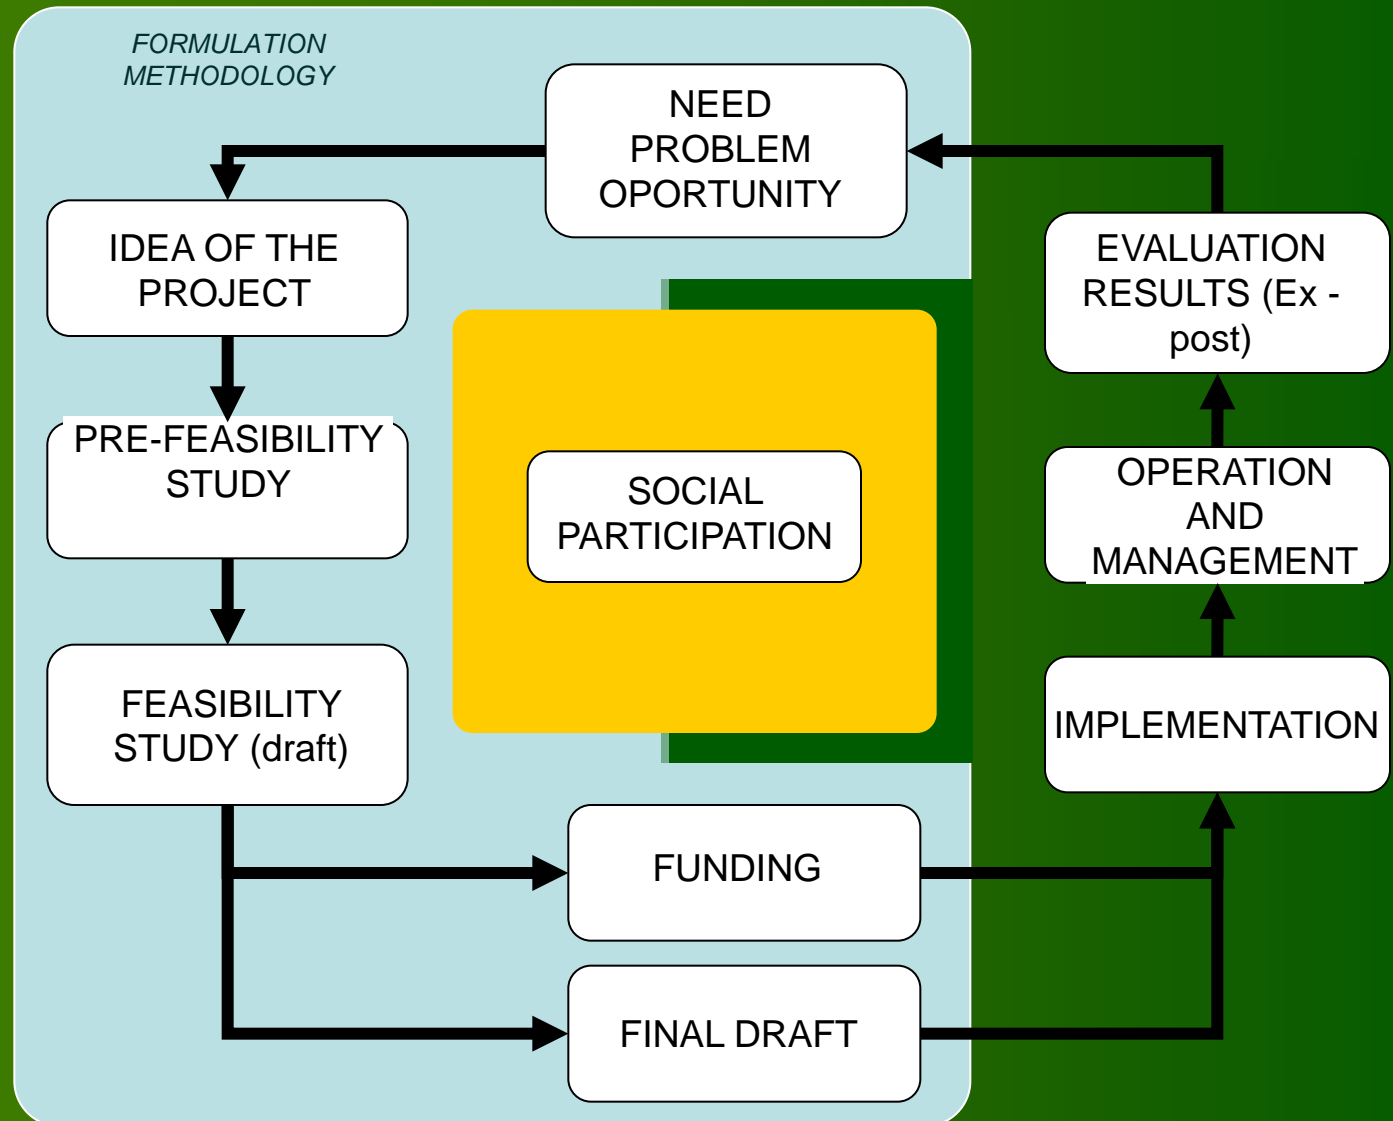 FORMULATION
METHODOLOGY
NEED
PROBLEM
OPORTUNITY
IDEA OF THE
PROJECT
PRE-FEASIBILITY
STUDY
FEASIBILITY
STUDY (draft)
SOCIAL
PARTICIPATION
FUNDING
FINAL DRAFT
IMPLEMENTATION
OPERATION
AND
MANAGEMENT
EVALUATION
RESULTS (Ex -
post)